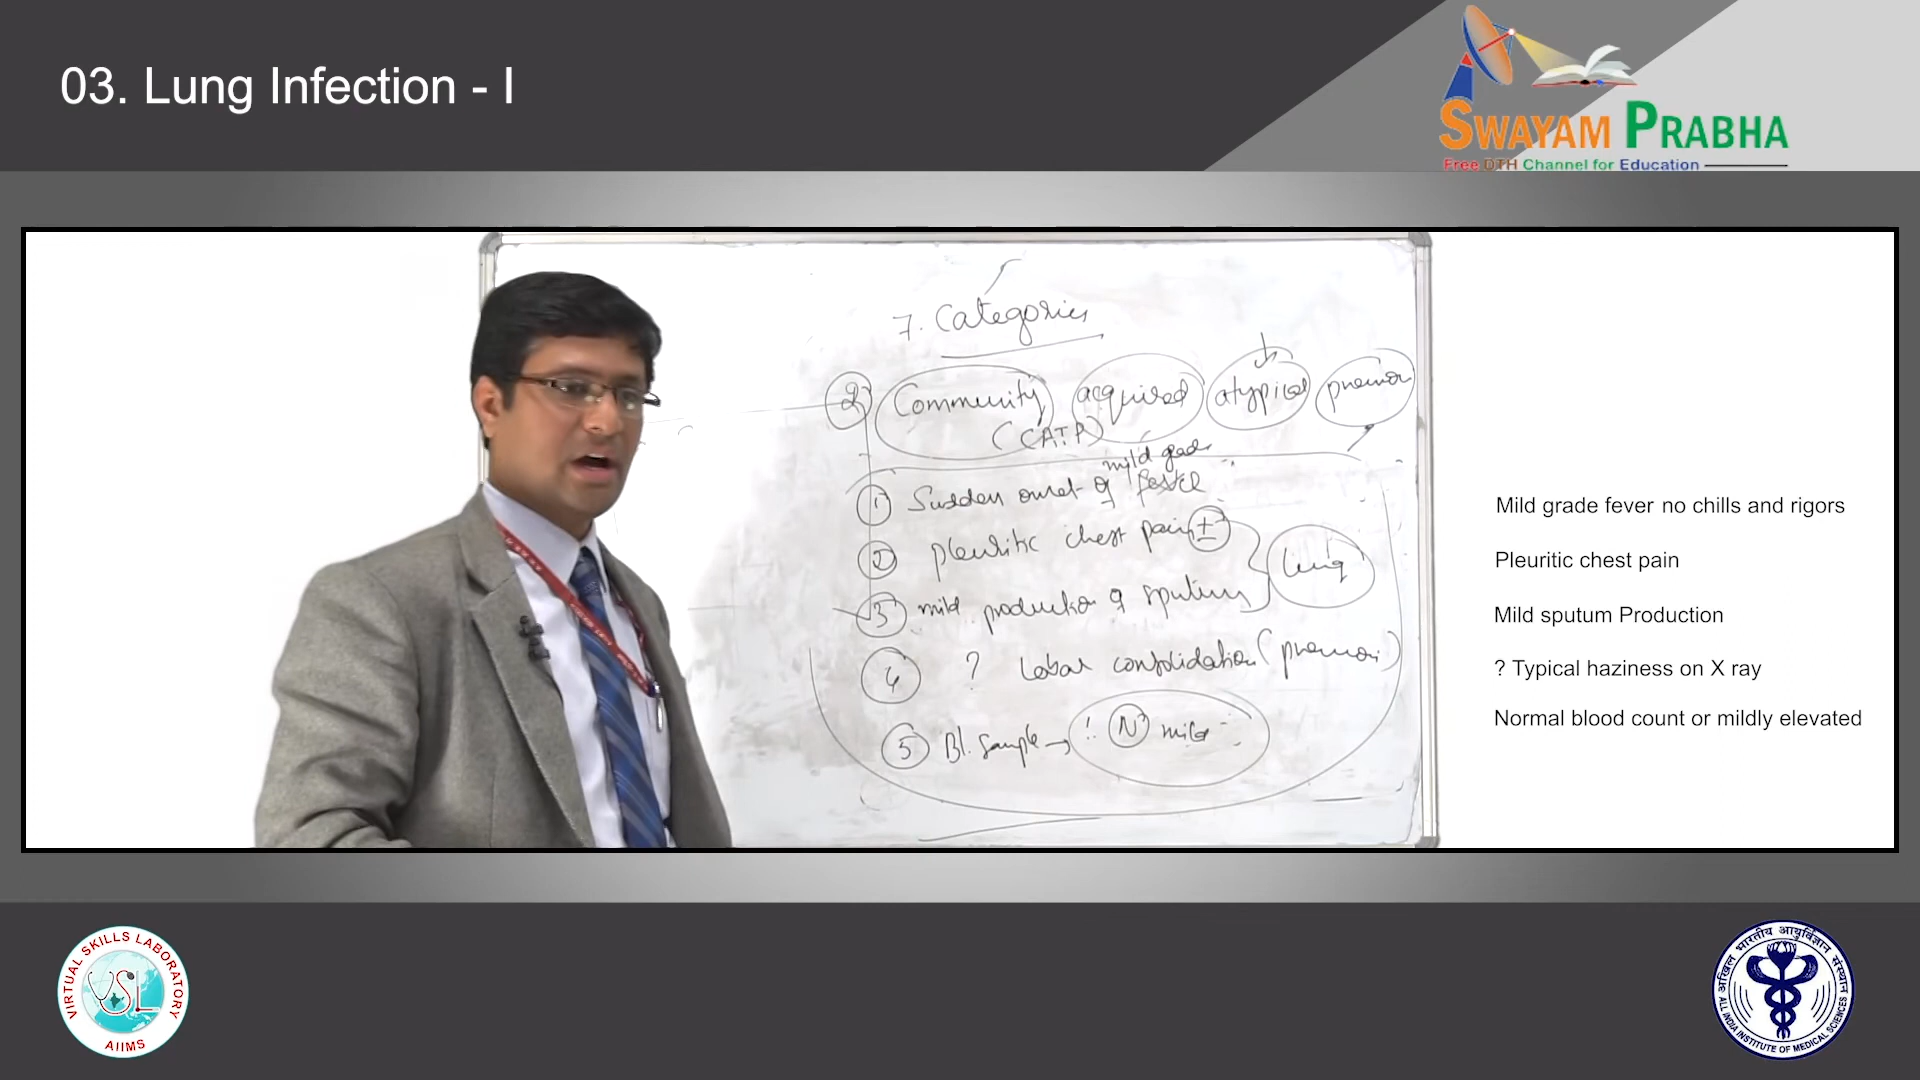 03. Lung Infection - I
SWAYAM PRABHA
Free DTH Channel for Education
7. Categories
2 Community acquired atypical
(CATP)
mild grade
1 Sudden onset of
2 pleuritic chest pain ±
lung
3 mild production of sputum
4 ? Lobar consolidation (
5 Bl. Sample → ! N mild
Mild grade fever no chills and rigors
Pleuritic chest pain
Mild sputum Production
? Typical haziness on X ray
Normal blood count or mildly elevated
VIRTUAL SKILLS LABORATORY
VSL
AIIMS
अखिल भारतीय आयुर्विज्ञान संस्थान
ALL INDIA INSTITUTE OF MEDICAL SCIENCES